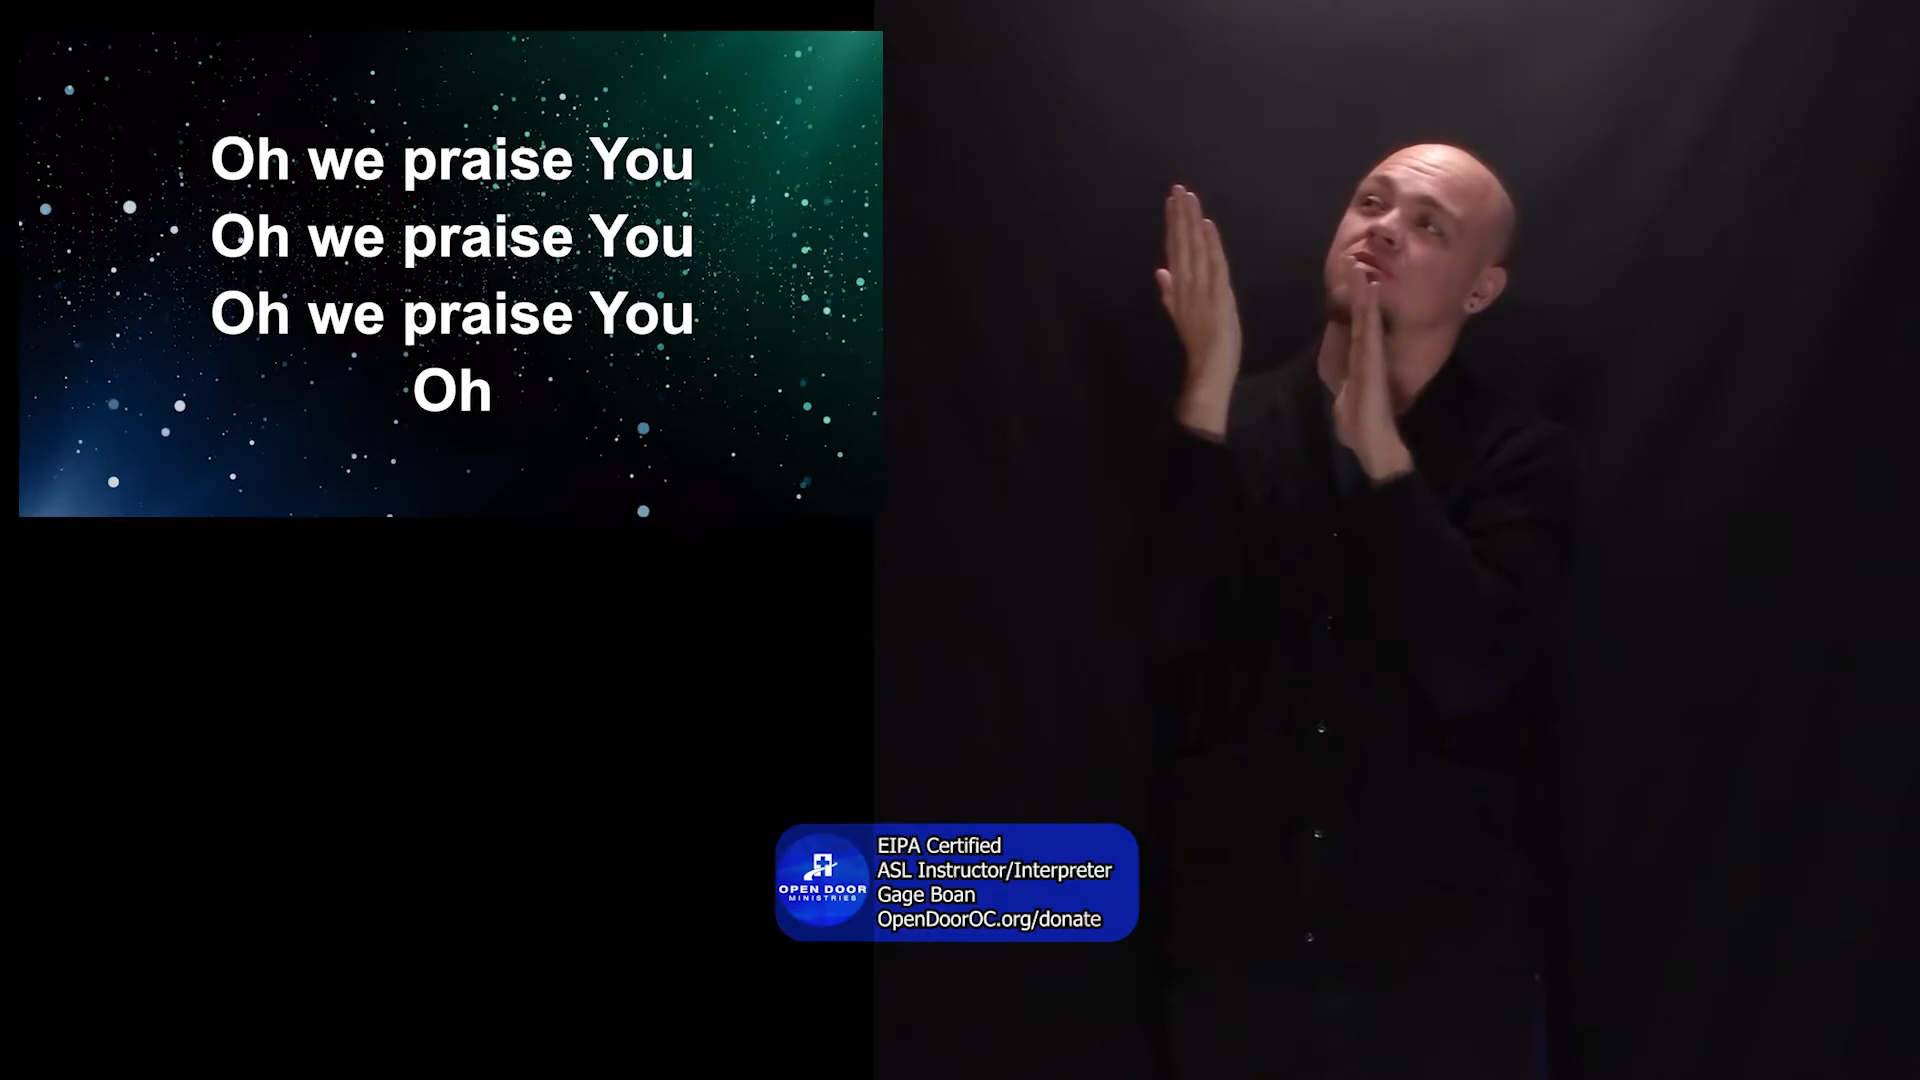 Oh we praise You
Oh we praise You
Oh we praise You
Oh
OPEN DOOR
MINISTRIES
EIPA Certified
ASL Instructor/Interpreter
Gage Boan
OpenDoorOC.org/donate